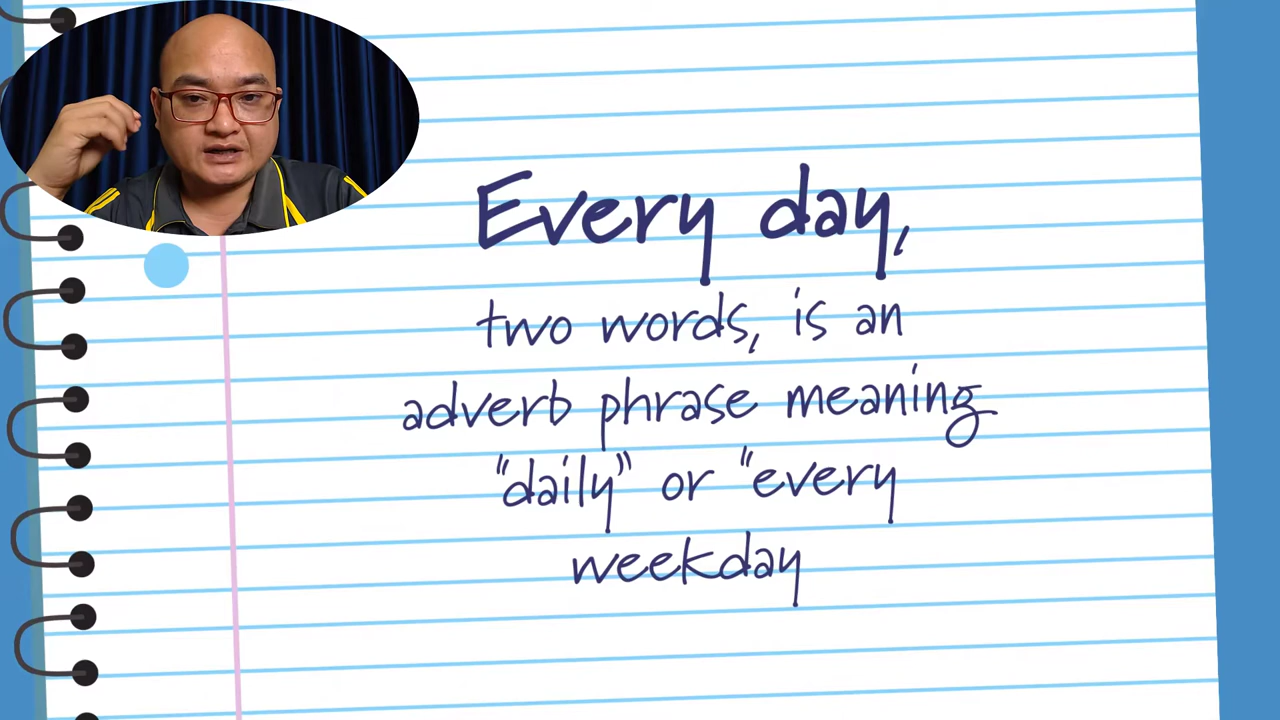 Every day,
two words, is an
adverb phrase meaning
"daily" or "every
weekday